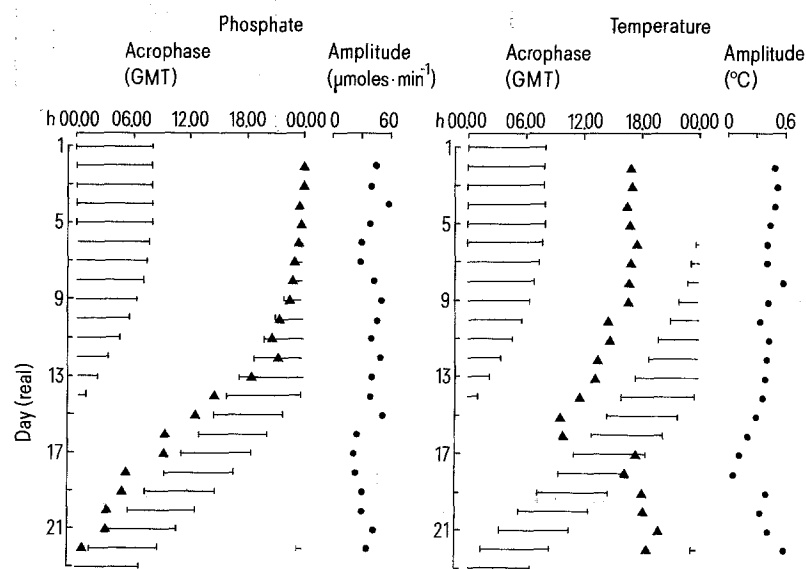 Phosphate
Temperature
Acrophase
(GMT)
Amplitude
(μmoles·min⁻¹)
Acrophase
(GMT)
Amplitude
(°C)
h 00.00 06.00 12.00 18.00 00.00 0 60
h 00.00 06.00 12.00 18.00 00.00 0 0.6
Day (real)
1
5
9
13
17
21
1
5
9
13
17
21